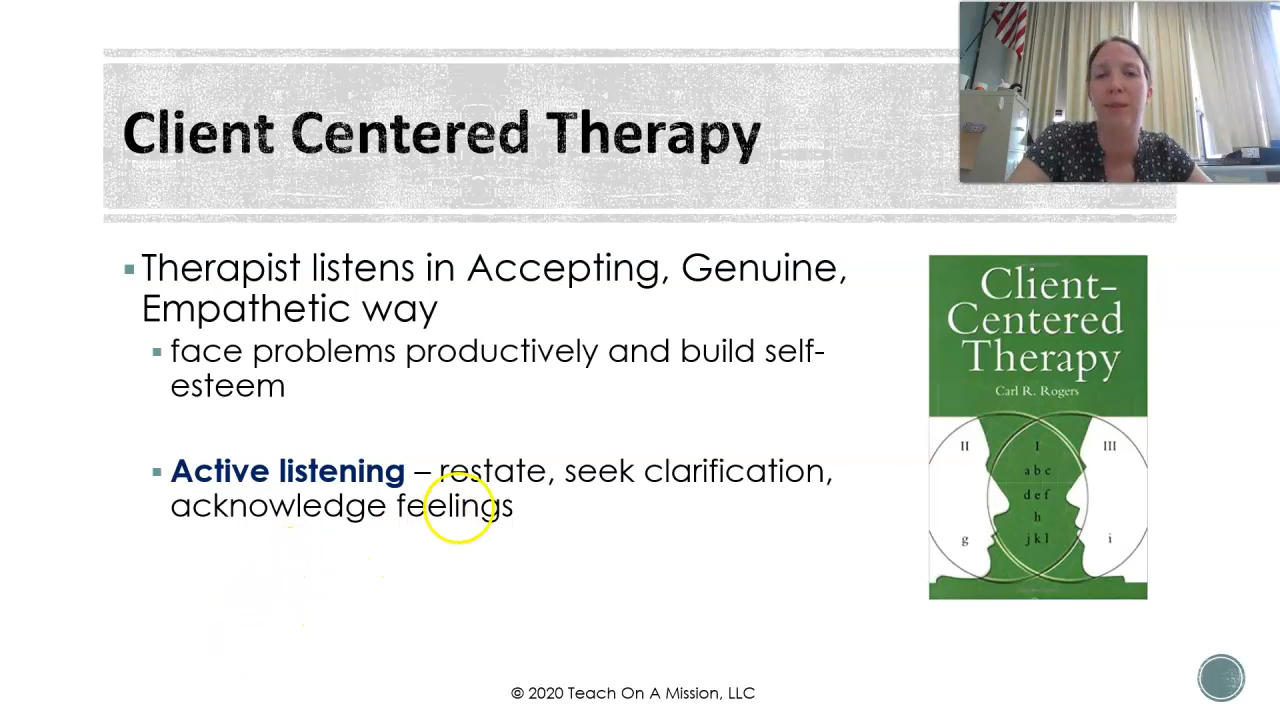 Client Centered Therapy
Therapist listens in Accepting, Genuine,
Empathetic way
face problems productively and build self-
esteem
Active listening – restate, seek clarification,
acknowledge feelings
Client-
Centered
Therapy
Carl R. Rogers
II I III
a b c
d e f
h
g j k l i
© 2020 Teach On A Mission, LLC